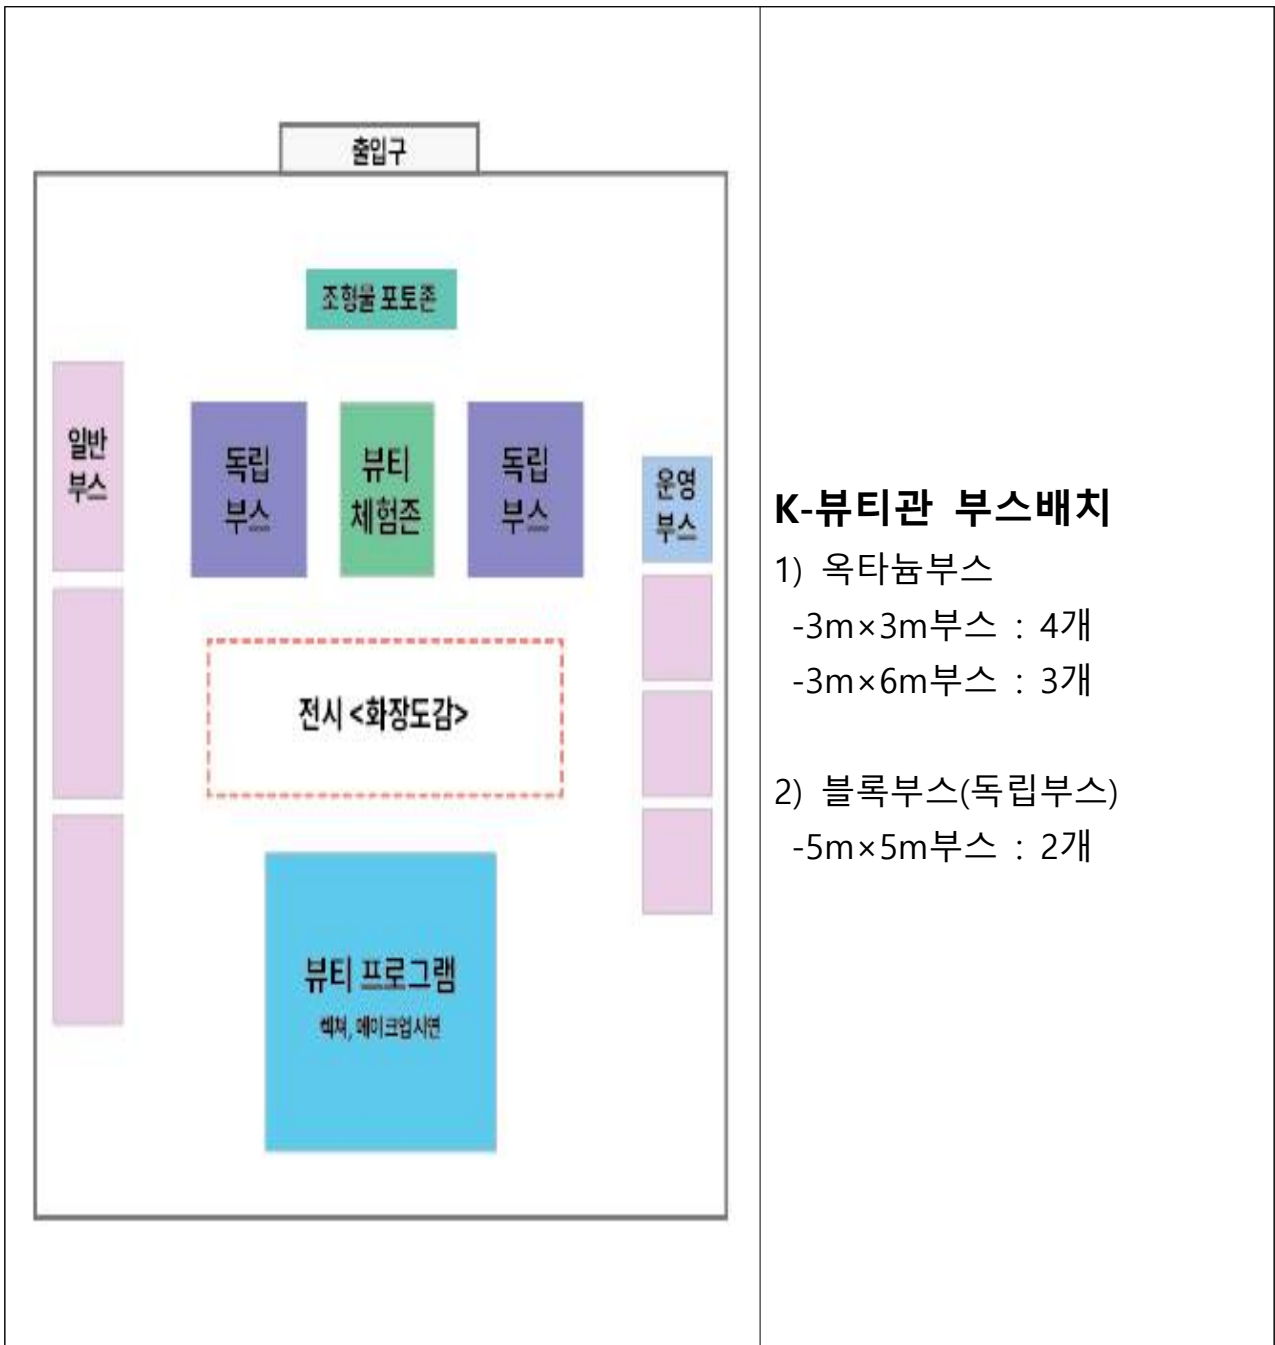 출입구
조형물 포토존
일반
부스
독립
부스
뷰티
체험존
독립
부스
운영
부스
전시 <화장도감>
뷰티 프로그램
렉쳐, 메이크업 시연
K-뷰티관 부스배치
1) 옥타늄부스
-3m×3m부스 : 4개
-3m×6m부스 : 3개
2) 블록부스(독립부스)
-5m×5m부스 : 2개